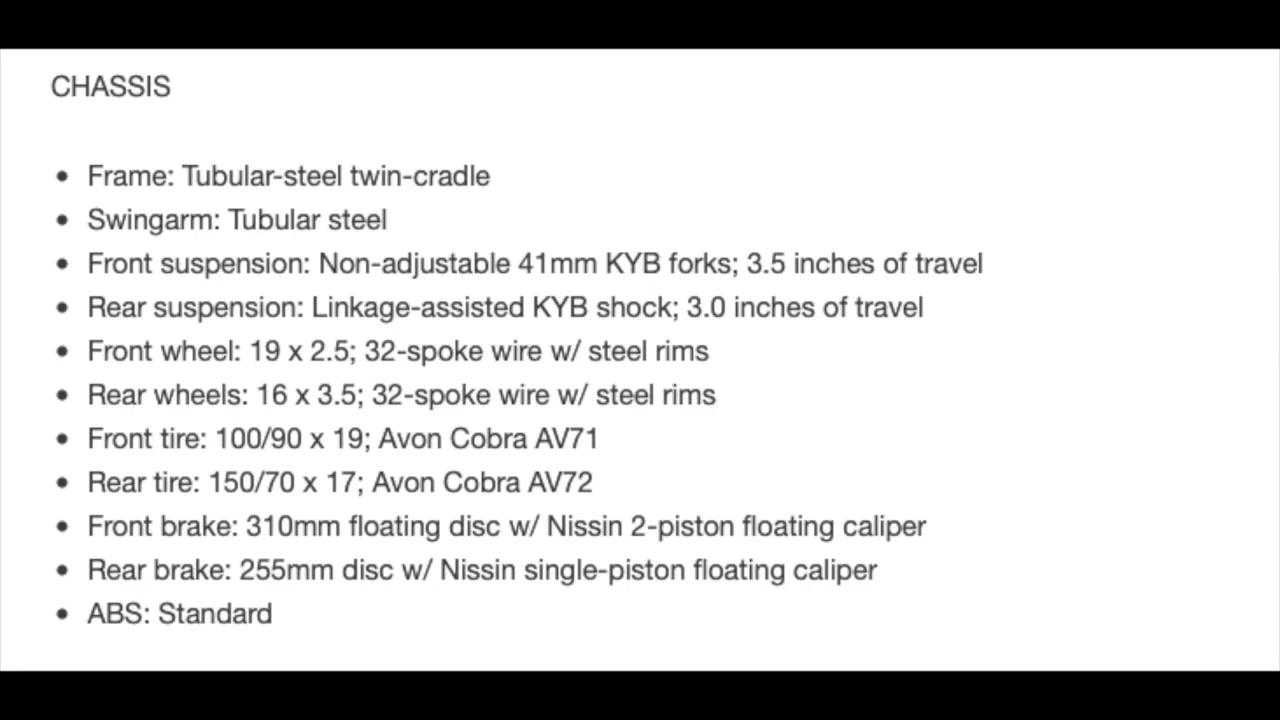 CHASSIS
• Frame: Tubular-steel twin-cradle
• Swingarm: Tubular steel
• Front suspension: Non-adjustable 41mm KYB forks; 3.5 inches of travel
• Rear suspension: Linkage-assisted KYB shock; 3.0 inches of travel
• Front wheel: 19 x 2.5; 32-spoke wire w/ steel rims
• Rear wheels: 16 x 3.5; 32-spoke wire w/ steel rims
• Front tire: 100/90 x 19; Avon Cobra AV71
• Rear tire: 150/70 x 17; Avon Cobra AV72
• Front brake: 310mm floating disc w/ Nissin 2-piston floating caliper
• Rear brake: 255mm disc w/ Nissin single-piston floating caliper
• ABS: Standard